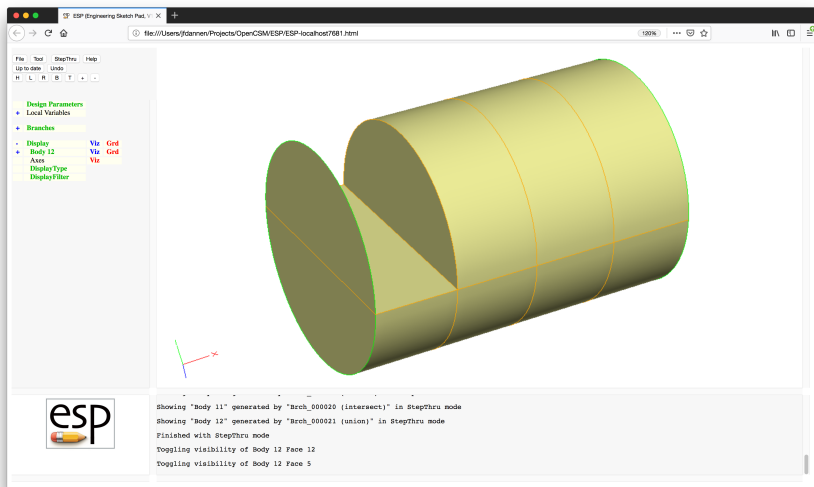 ESP (Engineering Sketch Pad, V
file:///Users/jfdannen/Projects/OpenCSM/ESP/ESP-localhost7681.html
120%
File Tool StepThru Help
Up to date Undo
H L R B T + -
Design Parameters
+ Local Variables
+ Branches
- Display Viz Grd
+ Body 12 Viz Grd
Axes Viz
DisplayType
DisplayFilter
X
esp
Showing "Body 11" generated by "Brch_000020 (intersect)" in StepThru mode
Showing "Body 12" generated by "Brch_000021 (union)" in StepThru mode
Finished with StepThru mode
Toggling visibility of Body 12 Face 12
Toggling visibility of Body 12 Face 5